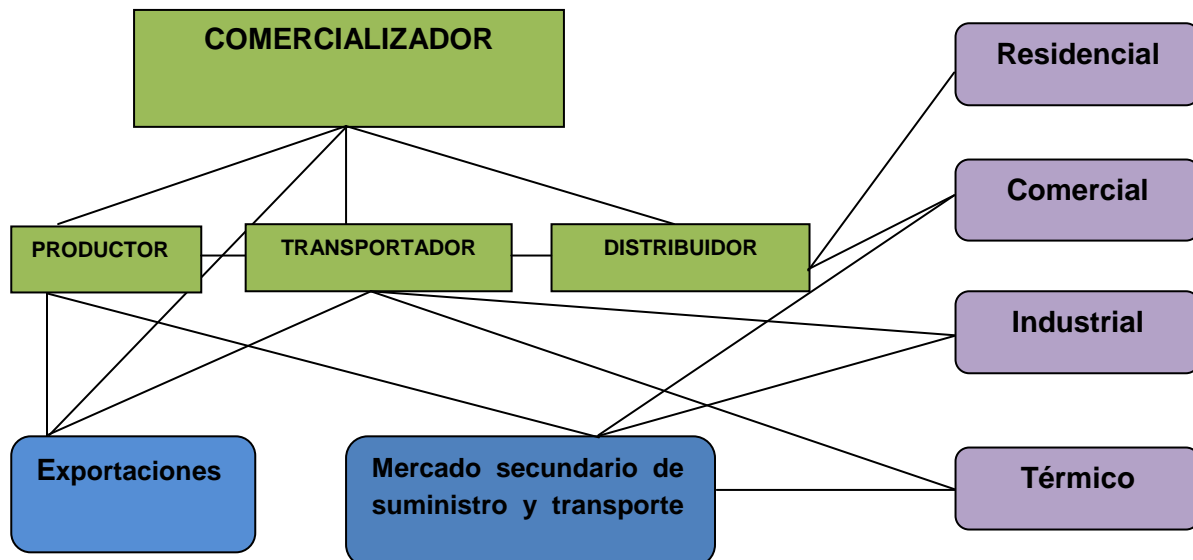 COMERCIALIZADOR
Residencial
Comercial
PRODUCTOR
TRANSPORTADOR
DISTRIBUIDOR
Industrial
Exportaciones
Mercado secundario de
suministro y transporte
Térmico